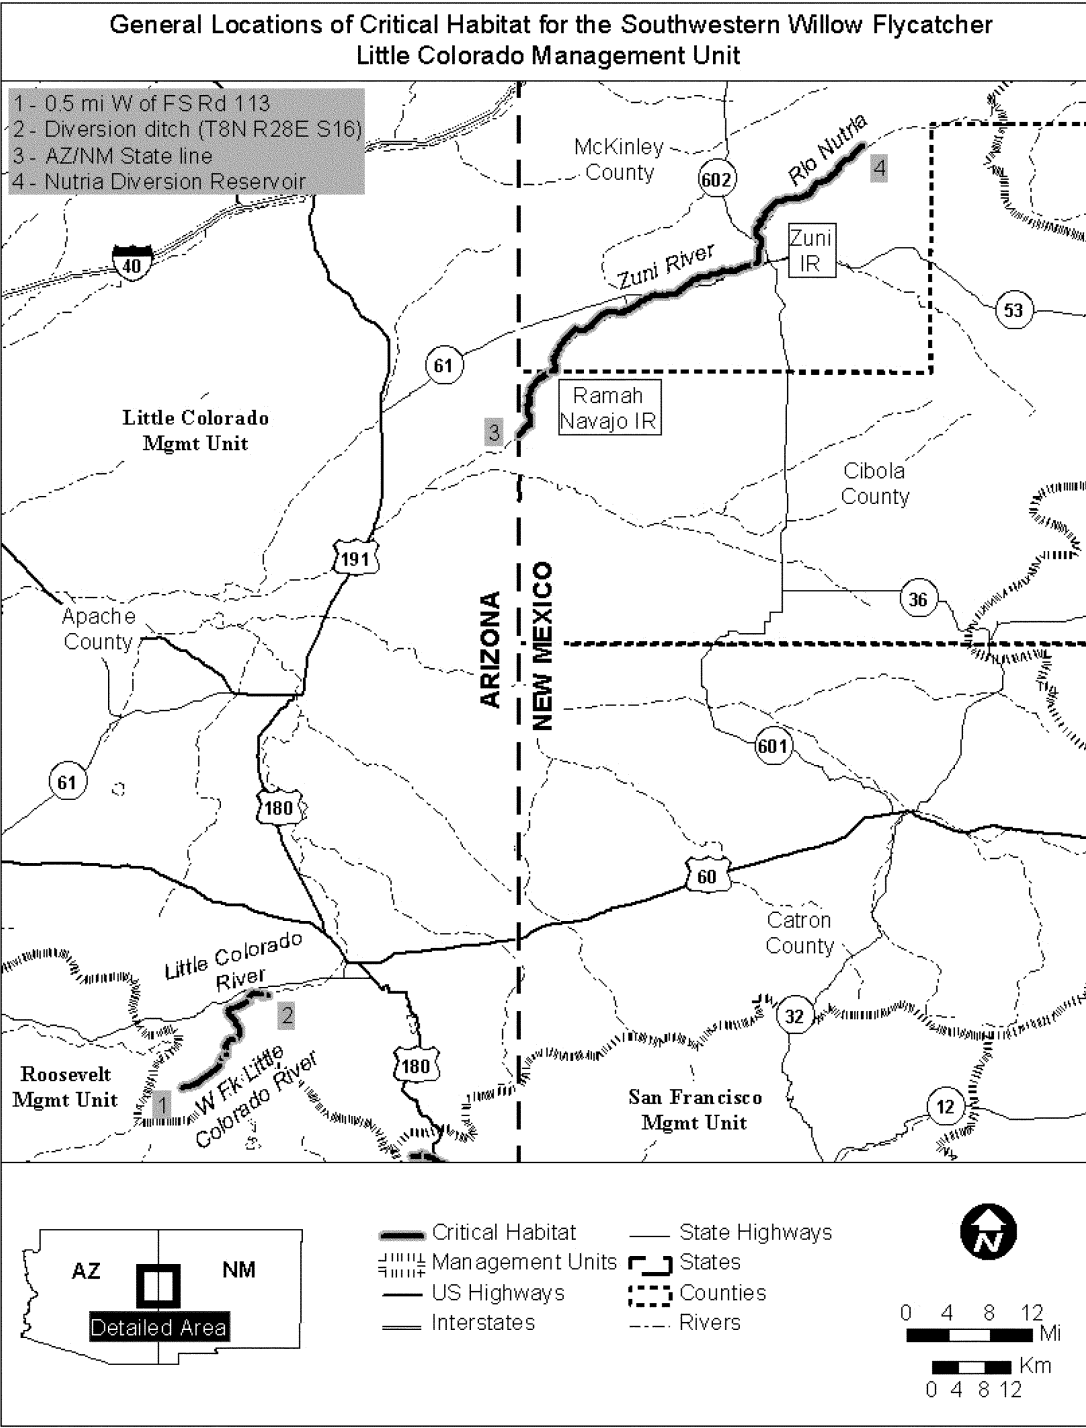 General Locations of Critical Habitat for the Southwestern Willow Flycatcher
Little Colorado Management Unit
1 - 0.5 mi W of FS Rd 113
2 - Diversion ditch (T8N R28E S16)
3 - AZ/NM State line
4 - Nutria Diversion Reservoir
McKinley
County
602
Rio Nutria
4
40
Zuni River
Zuni
IR
53
61
Ramah
Navajo IR
Little Colorado
Mgmt Unit
3
Cibola
County
191
ARIZONA
NEW MEXICO
36
Apache
County
601
61
180
60
Catron
County
Little Colorado
River
2
32
Roosevelt
Mgmt Unit
1
W Fk Little
Colorado River
180
San Francisco
Mgmt Unit
12
AZ
NM
Detailed Area
Critical Habitat
Management Units
US Highways
Interstates
State Highways
States
Counties
Rivers
N
0 4 8 12
Mi
Km
0 4 8 12